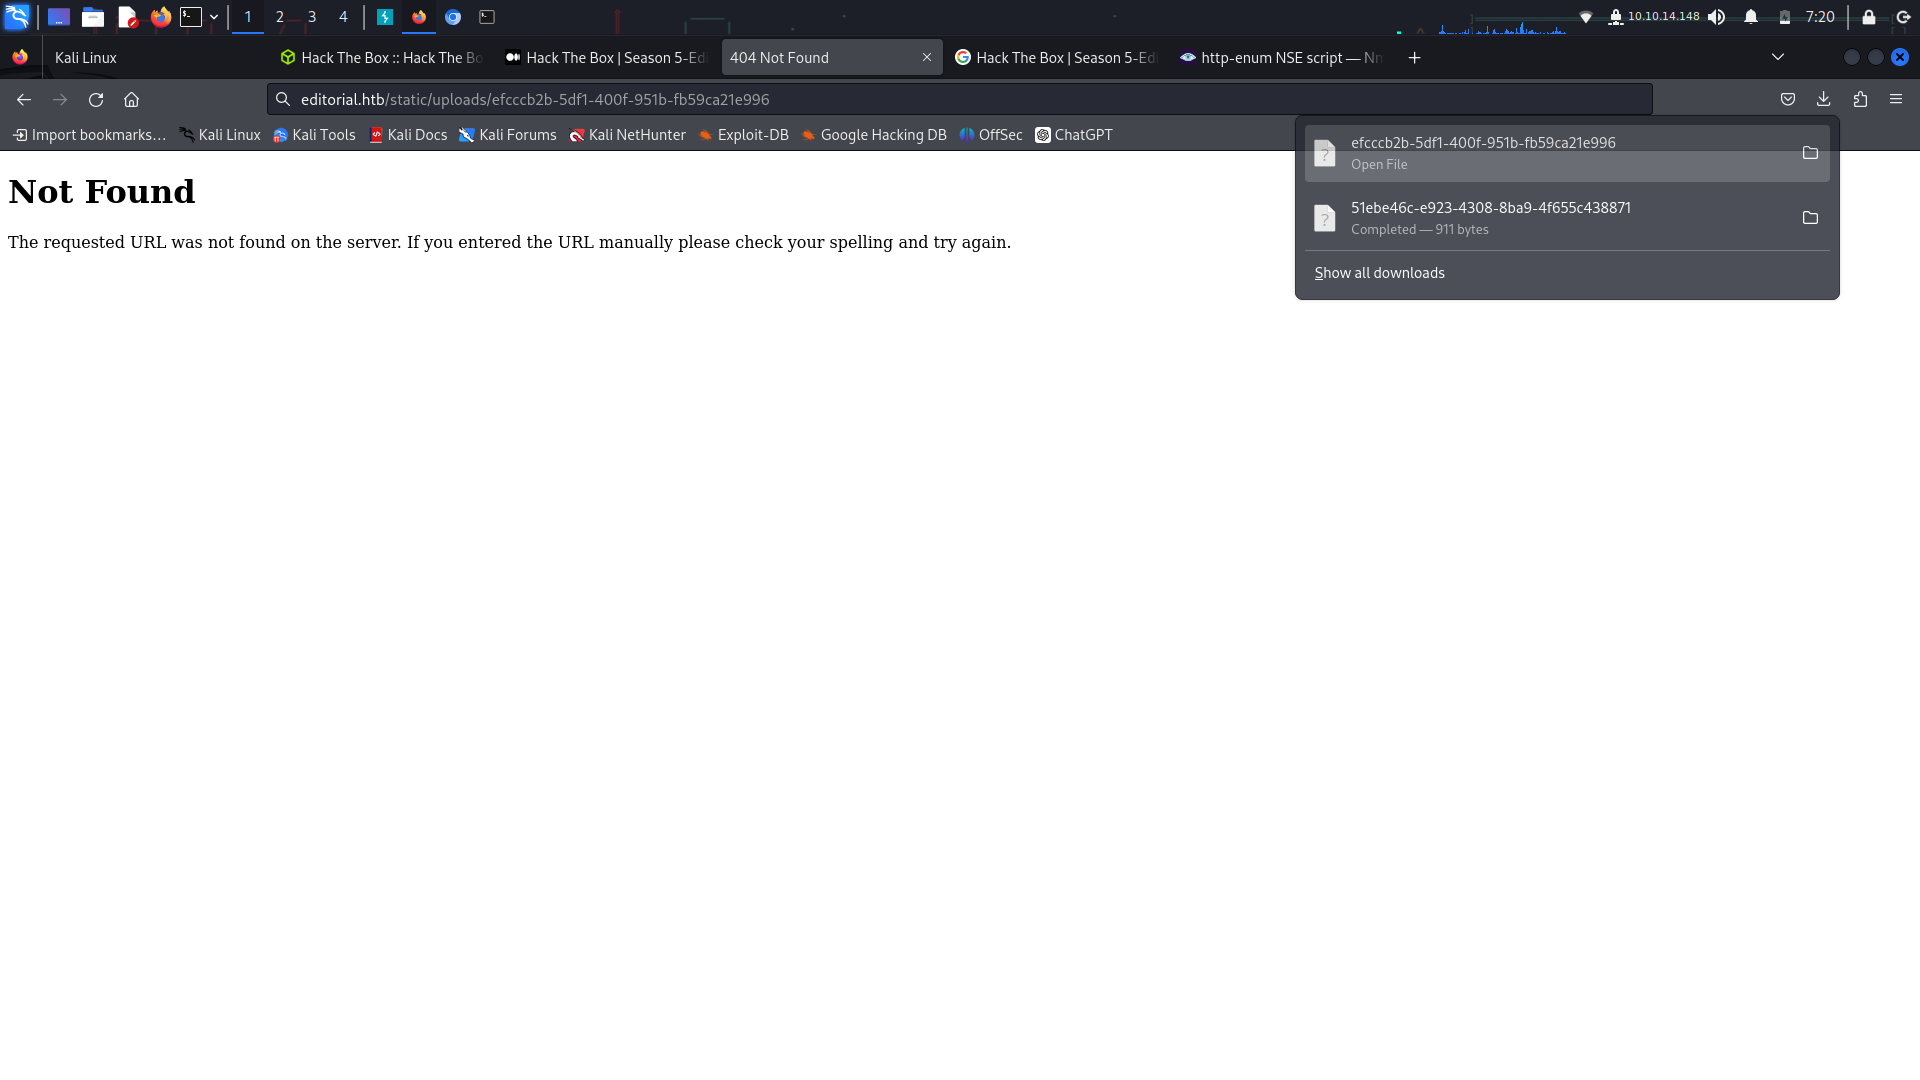 1 2 3 4 10.10.14.148 7:20
Kali Linux Hack The Box :: Hack The Bo Hack The Box | Season 5-Edi 404 Not Found Hack The Box | Season 5-Edi http-enum NSE script — Nm
editorial.htb/static/uploads/efcccb2b-5df1-400f-951b-fb59ca21e996
Import bookmarks... Kali Linux Kali Tools Kali Docs Kali Forums Kali NetHunter Exploit-DB Google Hacking DB OffSec ChatGPT
efcccb2b-5df1-400f-951b-fb59ca21e996
Open File
51ebe46c-e923-4308-8ba9-4f655c438871
Completed — 911 bytes
Show all downloads
Not Found
The requested URL was not found on the server. If you entered the URL manually please check your spelling and try again.